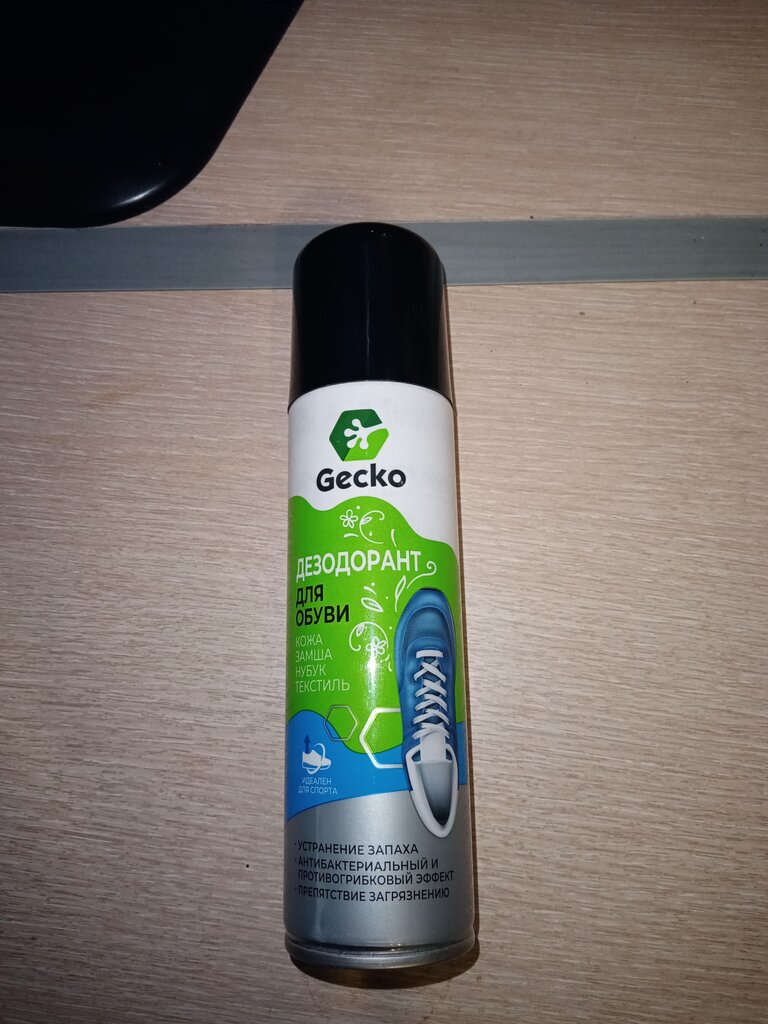 Gecko
ДЕЗОДОРАНТ
ДЛЯ
ОБУВИ
КОЖА
ЗАМША
НУБУК
ТЕКСТИЛЬ
ИДЕАЛЕН
ДЛЯ СПОРТА
· УСТРАНЕНИЕ ЗАПАХА
· АНТИБАКТЕРИАЛЬНЫЙ И
ПРОТИВОГРИБКОВЫЙ ЭФФЕКТ
· ПРЕПЯТСТВИЕ ЗАГРЯЗНЕНИЮ